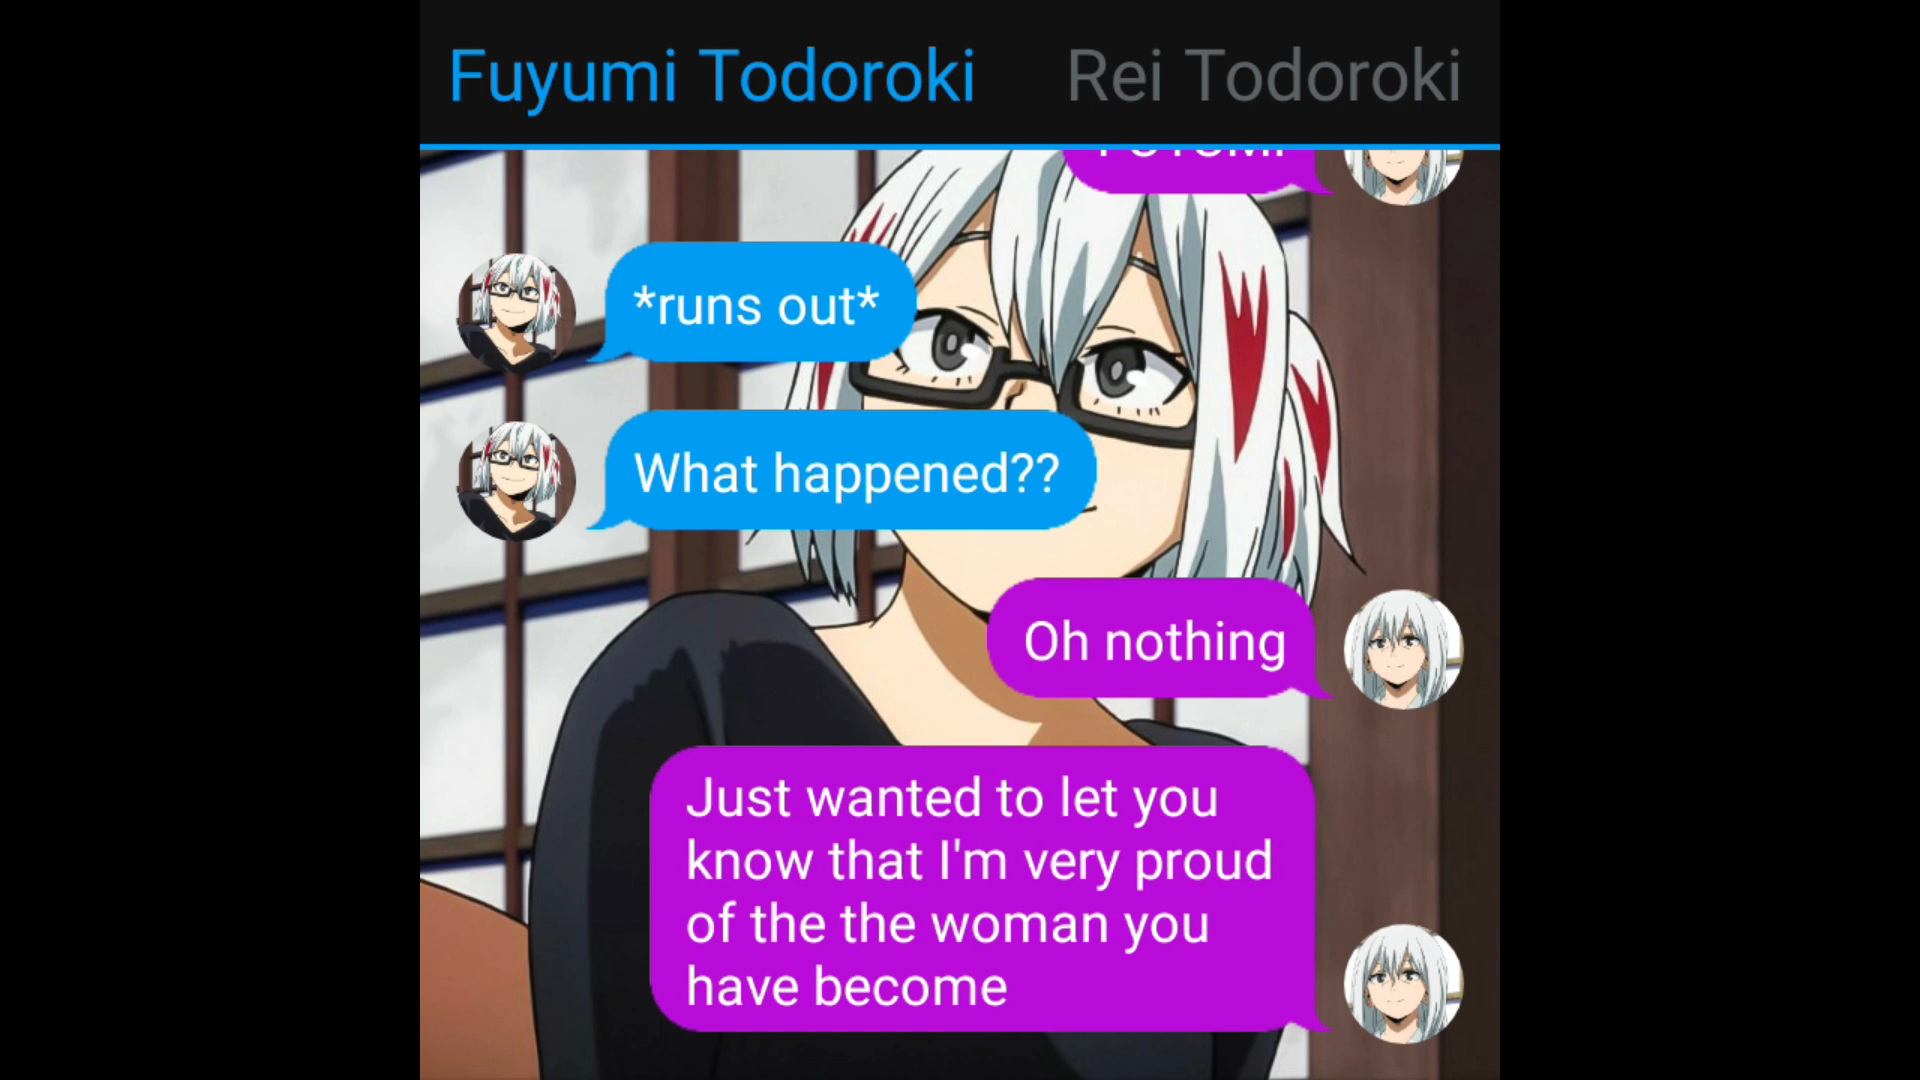 Fuyumi Todoroki
Rei Todoroki
*runs out*
What happened??
Oh nothing
Just wanted to let you
know that I'm very proud
of the the woman you
have become